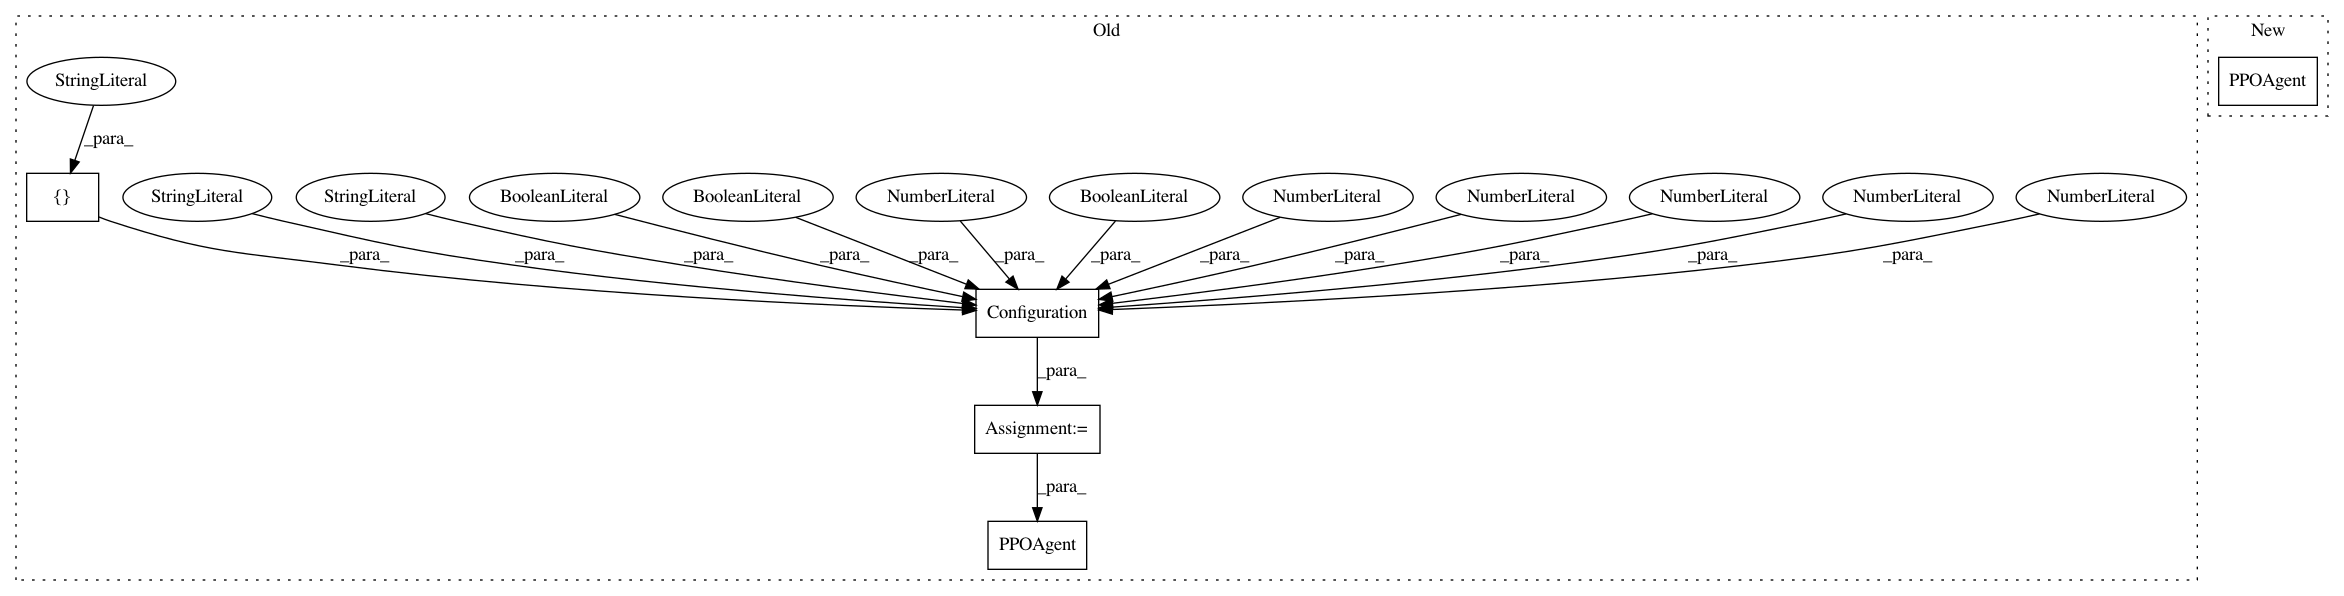 Old
New
StringLiteral
PPOAgent
_para_
{}
StringLiteral
StringLiteral
BooleanLiteral
BooleanLiteral
NumberLiteral
BooleanLiteral
NumberLiteral
NumberLiteral
NumberLiteral
NumberLiteral
NumberLiteral
_para_
_para_
_para_
_para_
_para_
_para_
_para_
_para_
_para_
_para_
_para_
_para_
Configuration
_para_
Assignment:=
_para_
PPOAgent